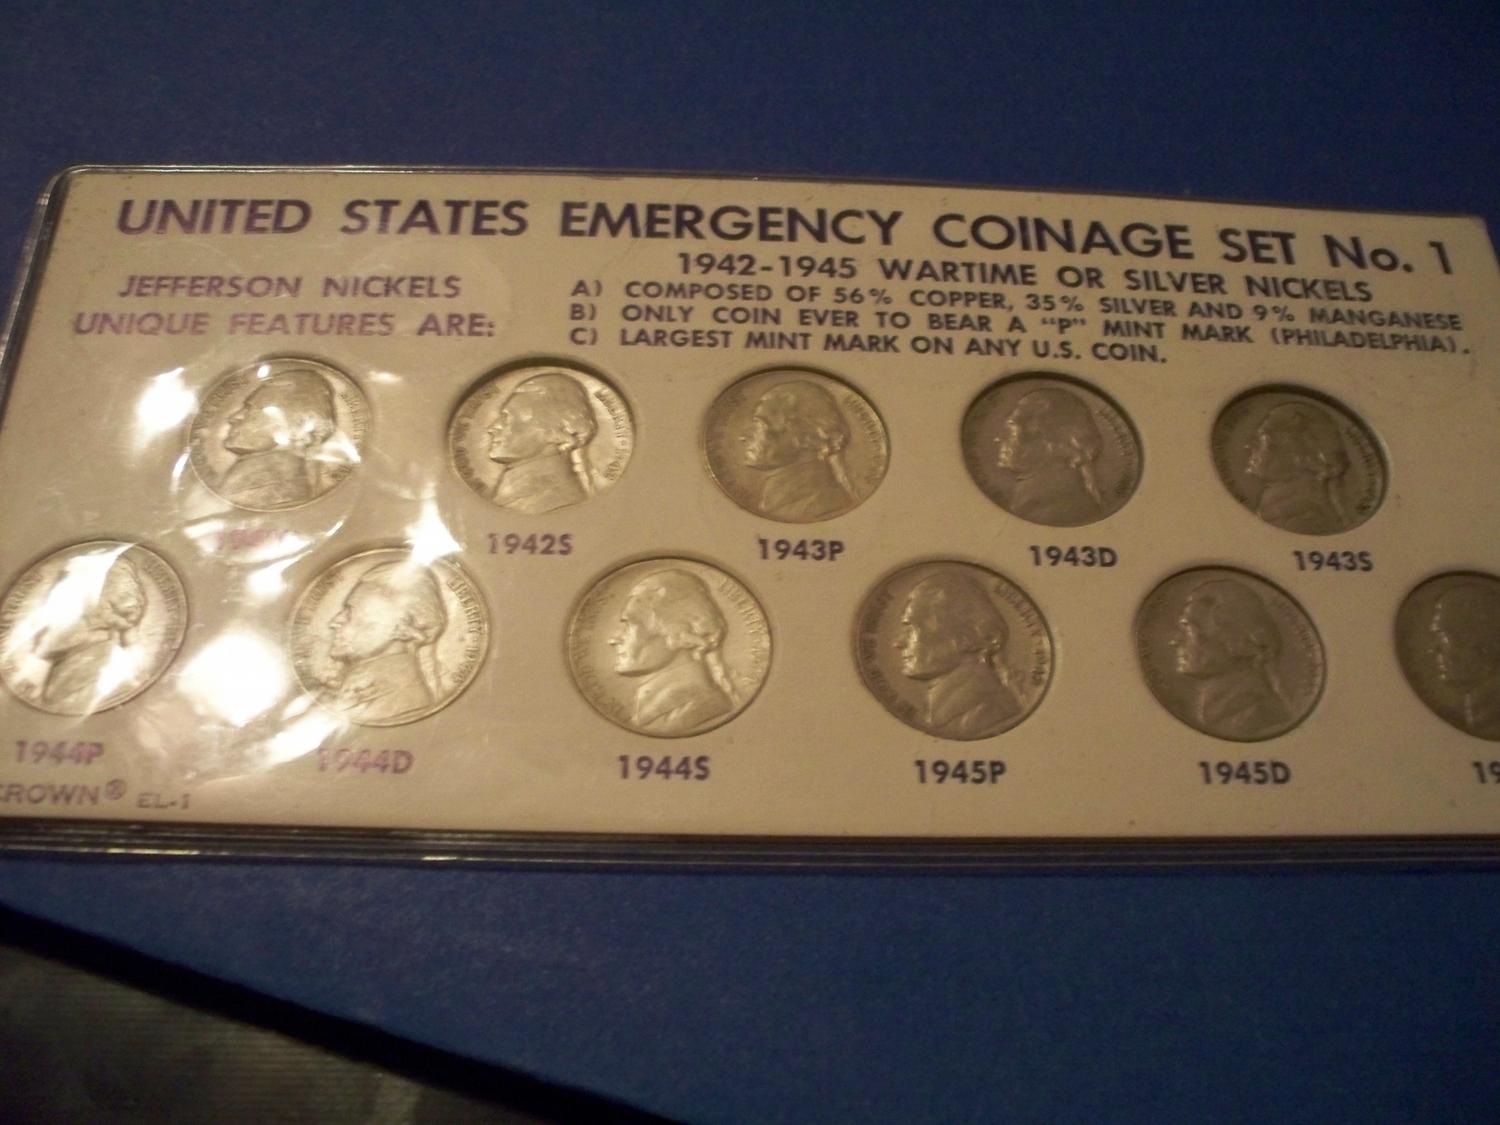 UNITED STATES EMERGENCY COINAGE SET No. 1
1942-1945 WARTIME OR SILVER NICKELS
JEFFERSON NICKELS
UNIQUE FEATURES ARE:
A) COMPOSED OF 56% COPPER, 35% SILVER AND 9% MANGANESE
B) ONLY COIN EVER TO BEAR A "P" MINT MARK (PHILADELPHIA).
C) LARGEST MINT MARK ON ANY U.S. COIN.
1942S 1943P 1943D 1943S
1944P 1944D 1944S 1945P 1945D 19
CROWN® EL-1